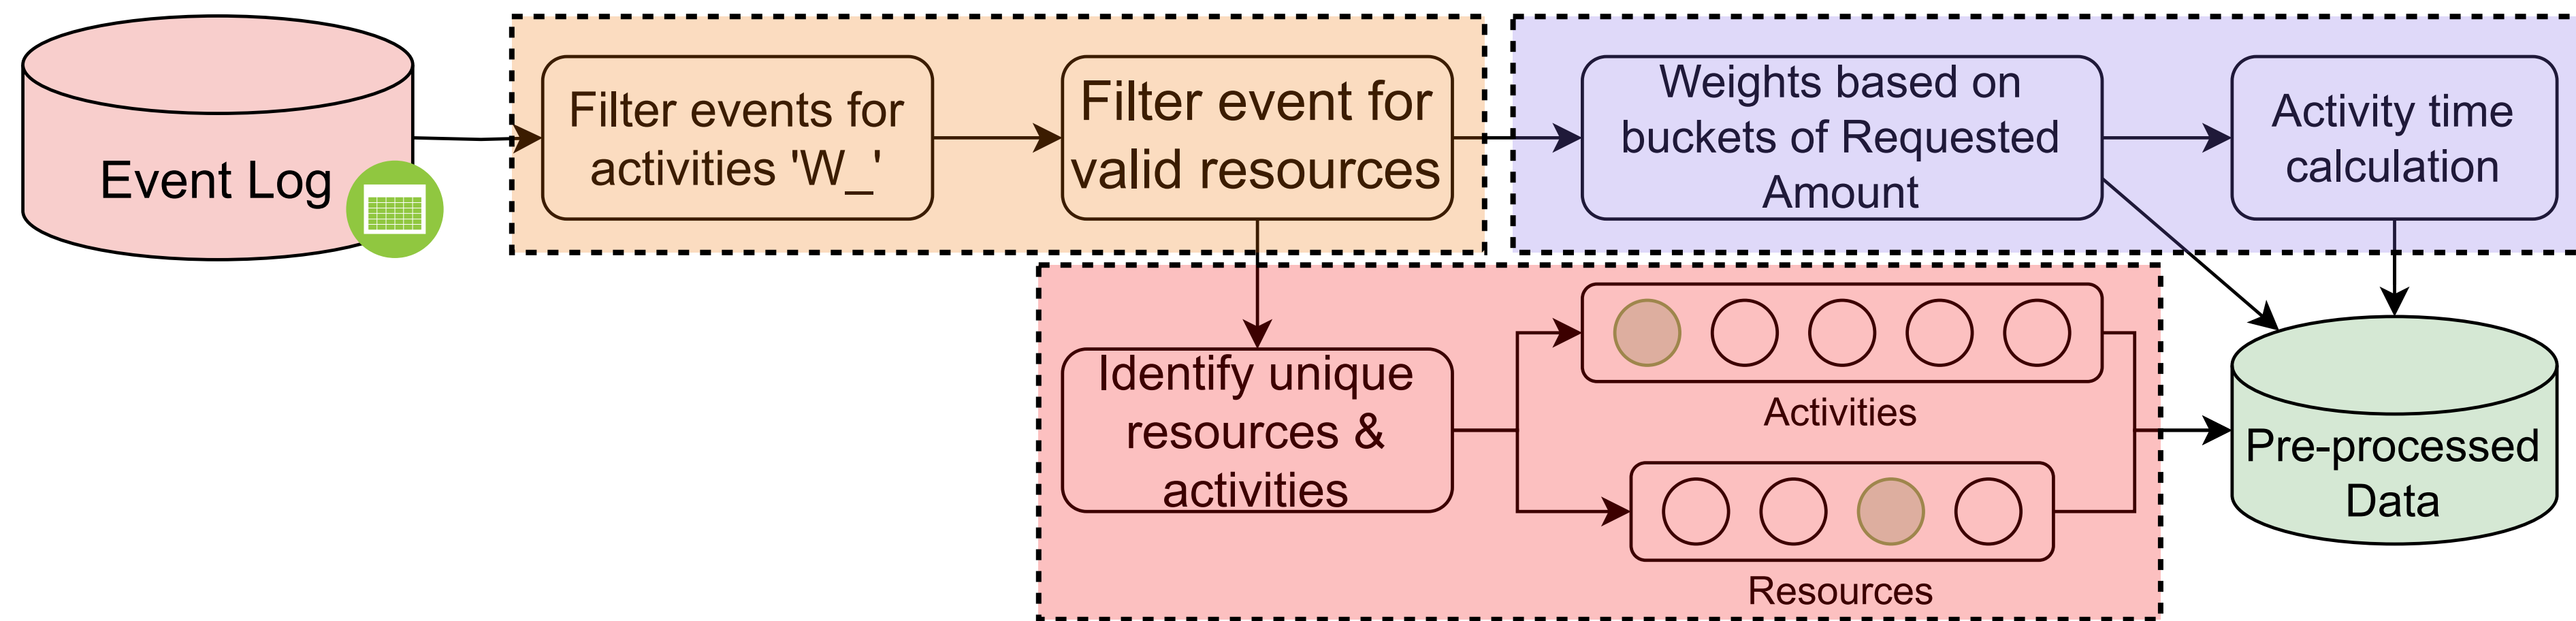 Event Log
Filter events for
activities 'W_'
Filter event for
valid resources
Weights based on
buckets of Requested
Amount
Activity time
calculation
Identify unique
resources &
activities
Activities
Resources
Pre-processed
Data